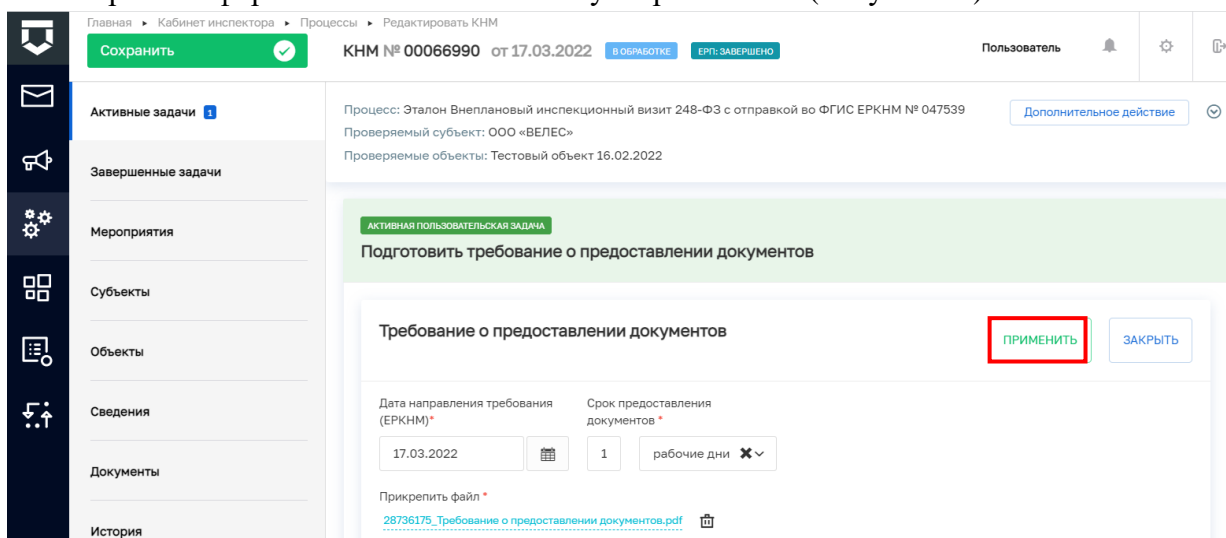 Главная ▸ Кабинет инспектора ▸ Процессы ▸ Редактировать КНМ
Сохранить
КНМ № 00066990 от 17.03.2022 В ОБРАБОТКЕ ЕРП: ЗАВЕРШЕНО
Пользователь
Активные задачи 1
Завершенные задачи
Мероприятия
Субъекты
Объекты
Сведения
Документы
История
Процесс: Эталон Внеплановый инспекционный визит 248-ФЗ с отправкой во ФГИС ЕРКНМ № 047539
Дополнительное действие
Проверяемый субъект: ООО «ВЕЛЕС»
Проверяемые объекты: Тестовый объект 16.02.2022
АКТИВНАЯ ПОЛЬЗОВАТЕЛЬСКАЯ ЗАДАЧА
Подготовить требование о предоставлении документов
Требование о предоставлении документов
ПРИМЕНИТЬ
ЗАКРЫТЬ
Дата направления требования
(ЕРКНМ)*
Срок предоставления
документов *
17.03.2022
1
рабочие дни
Прикрепить файл *
28736175_Требование о предоставлении документов.pdf